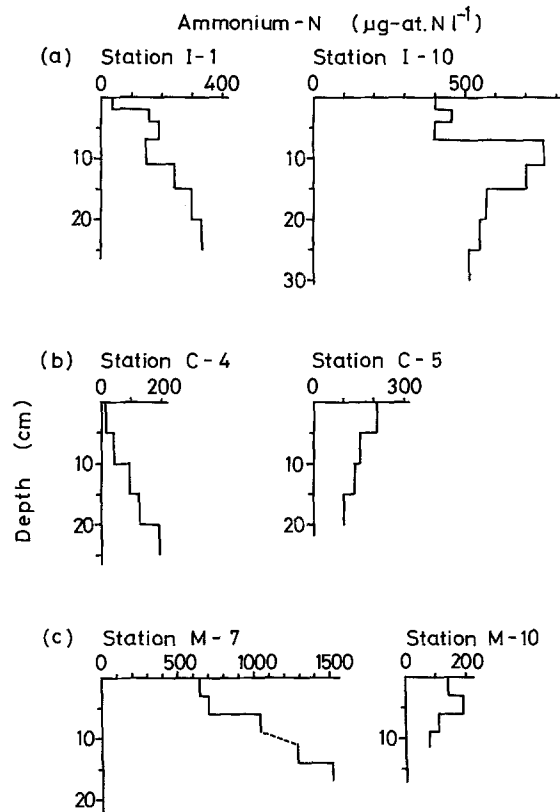 Ammonium-N (µg-at. N l⁻¹)
(a) Station I-1 Station I-10
0 400 0 500
10
20
10
20
30
(b) Station C-4 Station C-5
0 200 0 300
10
20
10
20
Depth (cm)
(c) Station M-7 Station M-10
0 500 1000 1500 0 200
10
20
10